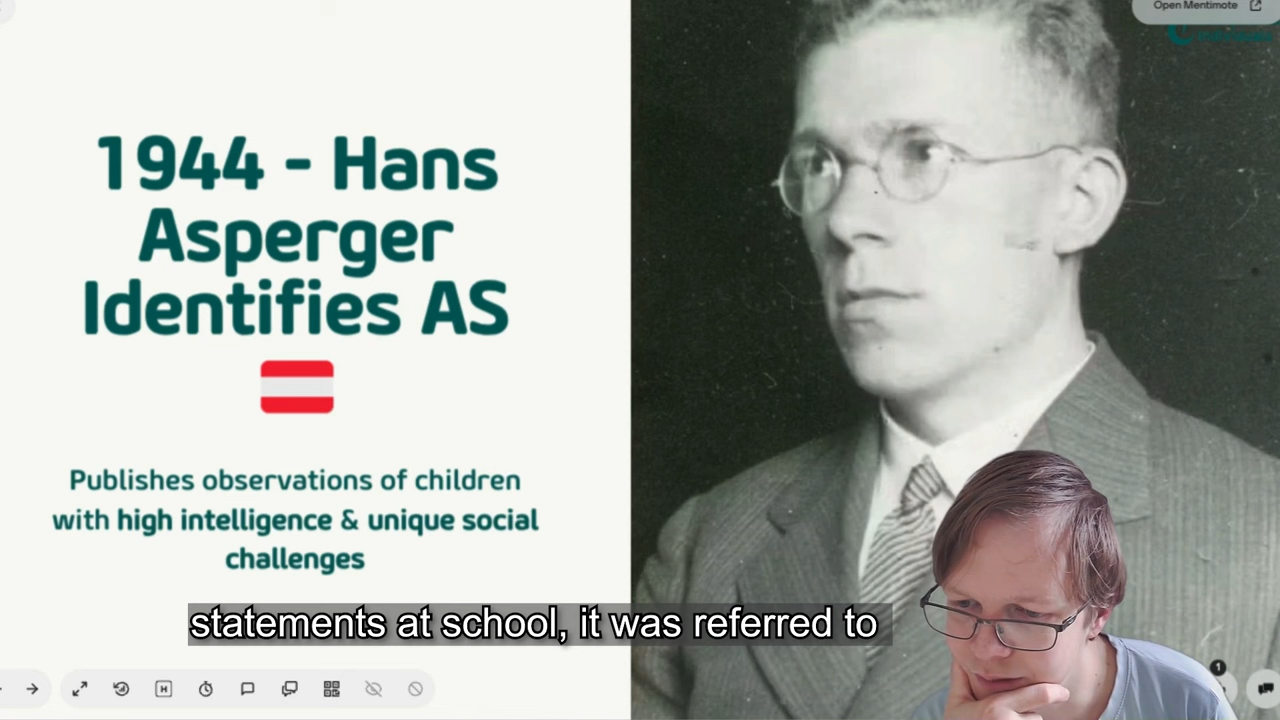 Open Mentimote
1944 - Hans
Asperger
Identifies AS
Publishes observations of children
with high intelligence & unique social
challenges
statements at school, it was referred to
H
1